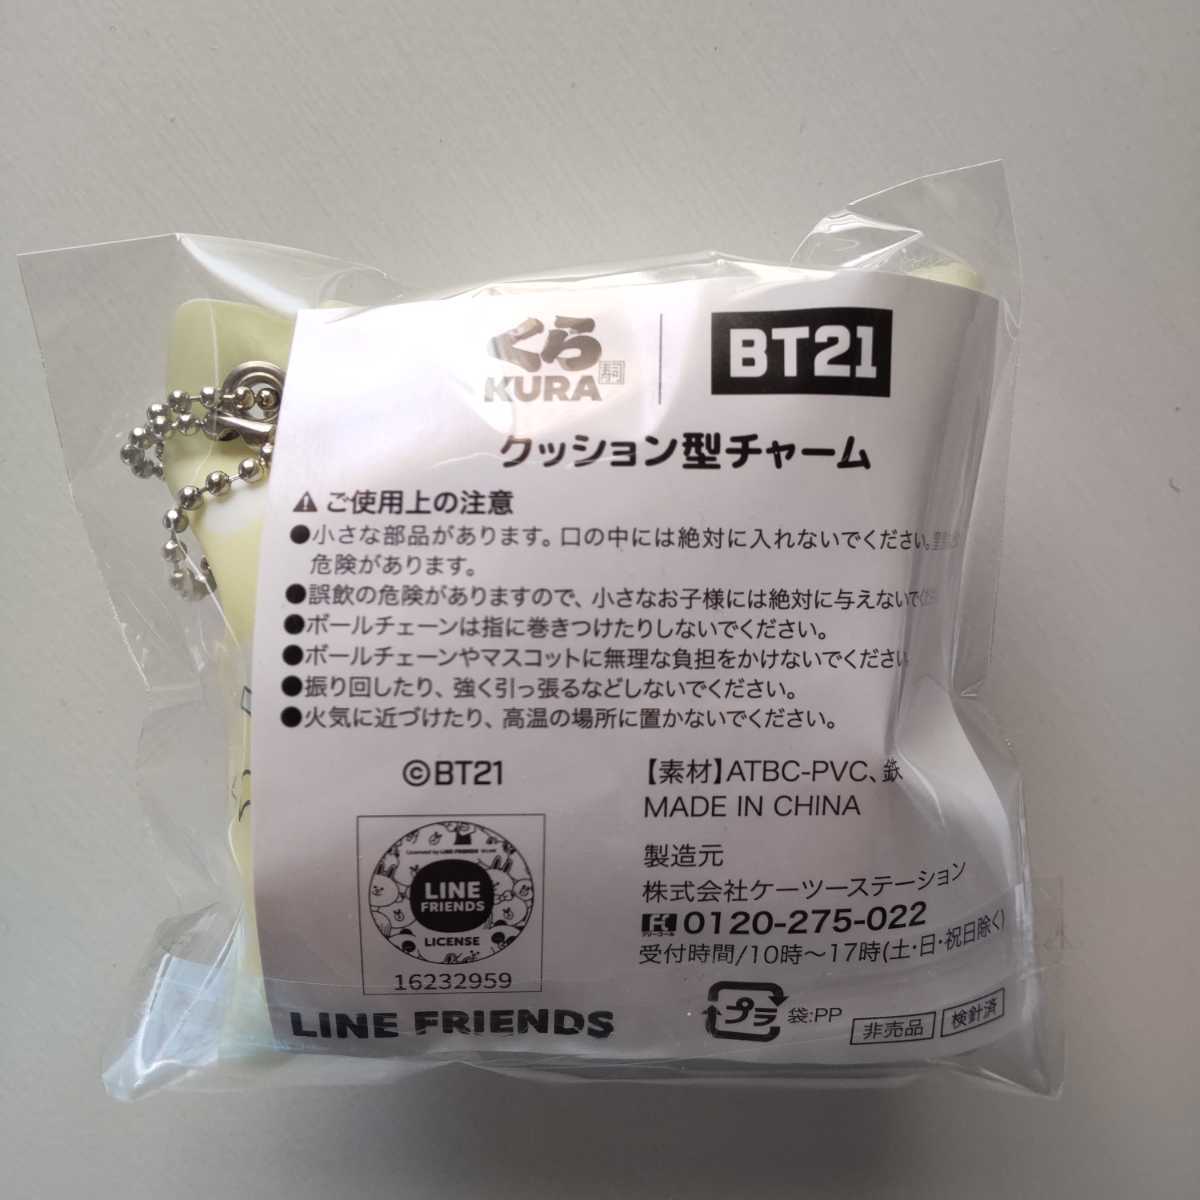 くら
寿司
KURA
BT21
クッション型チャーム
ご使用上の注意
●小さな部品があります。口の中には絶対に入れないでください。
危険があります。
●誤飲の危険がありますので、小さなお子様には絶対に与えないでくださ
●ボールチェーンは指に巻きつけたりしないでください。
●ボールチェーンやマスコットに無理な負担をかけないでください
●振り回したり、強く引っ張るなどしないでください。
●火気に近づけたり、高温の場所に置かないでください。
©BT21
【素材】ATBC-PVC、鉄
MADE IN CHINA
製造元
株式会社ケーツーステーション
0120-275-022
受付時間/10時~17時(土・日・祝日除く)
Licensed by LINE FRIENDS
LINE
FRIENDS
LICENSE
16232959
LINE FRIENDS
プラ
袋:PP
非売品
検針済